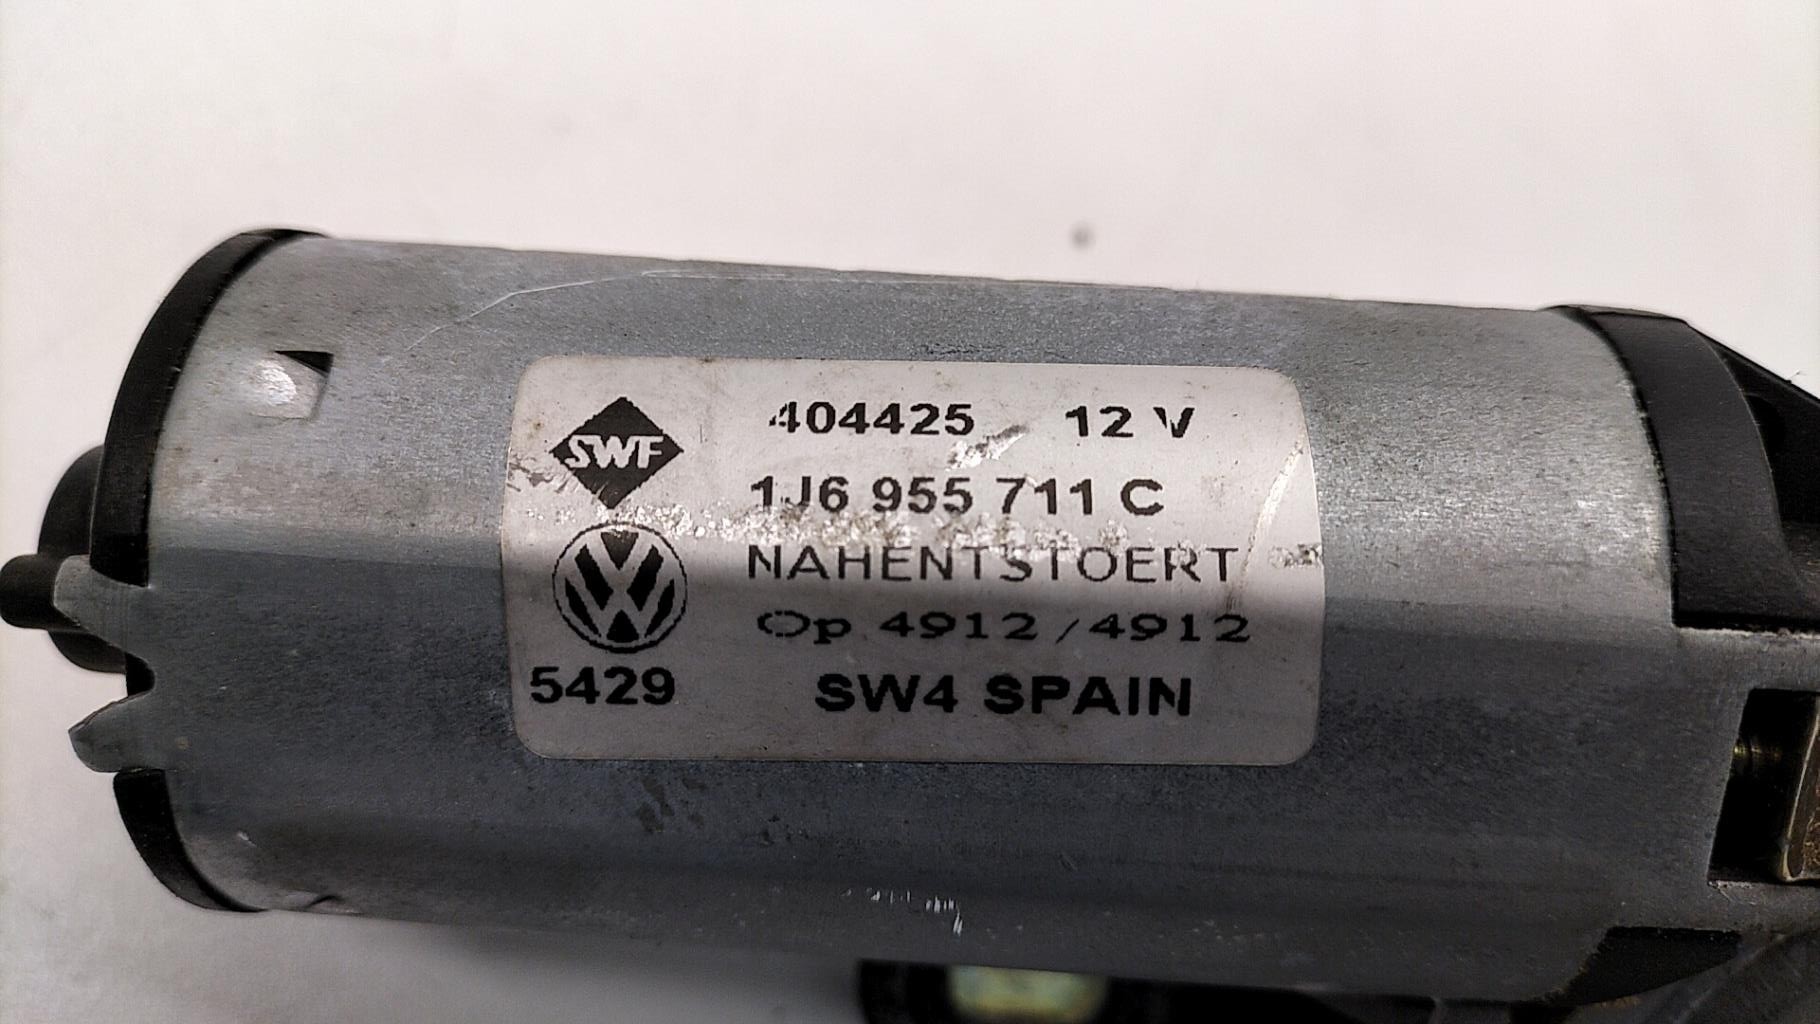 SWF
404425 12 V
1J6 955 711 C
NAHENTSTOERT
Op 4912 / 4912
5429
SW4 SPAIN